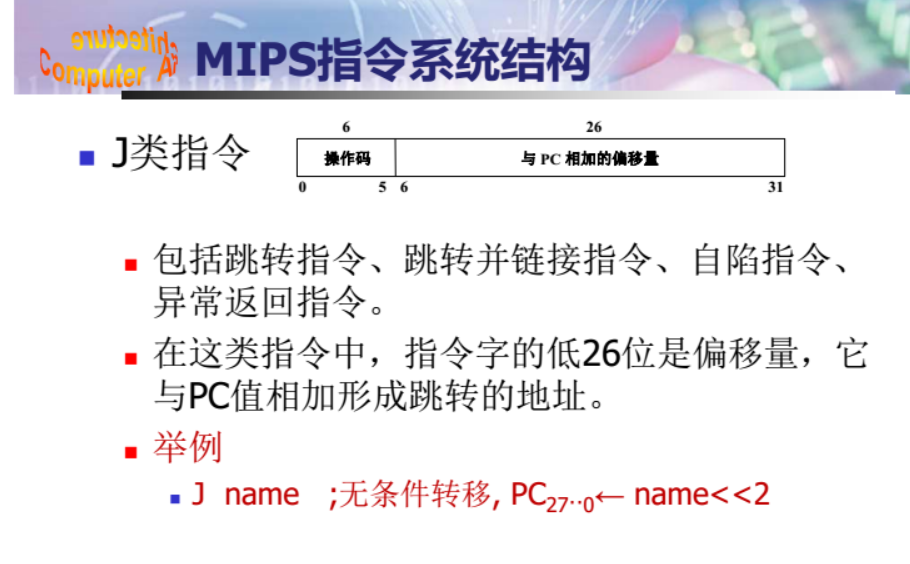 Computer Architecture
MIPS指令系统结构
J类指令
6 26
操作码 与 PC 相加的偏移量
0 5 6 31
包括跳转指令、跳转并链接指令、自陷指令、
异常返回指令。
在这类指令中，指令字的低26位是偏移量，它
与PC值相加形成跳转的地址。
举例
J name ;无条件转移, PC27··0← name<<2